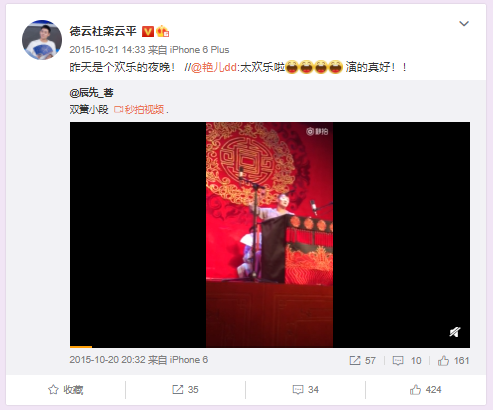 德云社栾云平
2015-10-21 14:33 来自 iPhone 6 Plus
昨天是个欢乐的夜晚！ //@艳儿dd:太欢乐啦 演的真好！！
@辰先_菩
双簧小段 秒拍视频 .
秒拍
2015-10-20 20:32 来自 iPhone 6
57
10
161
收藏
35
34
424